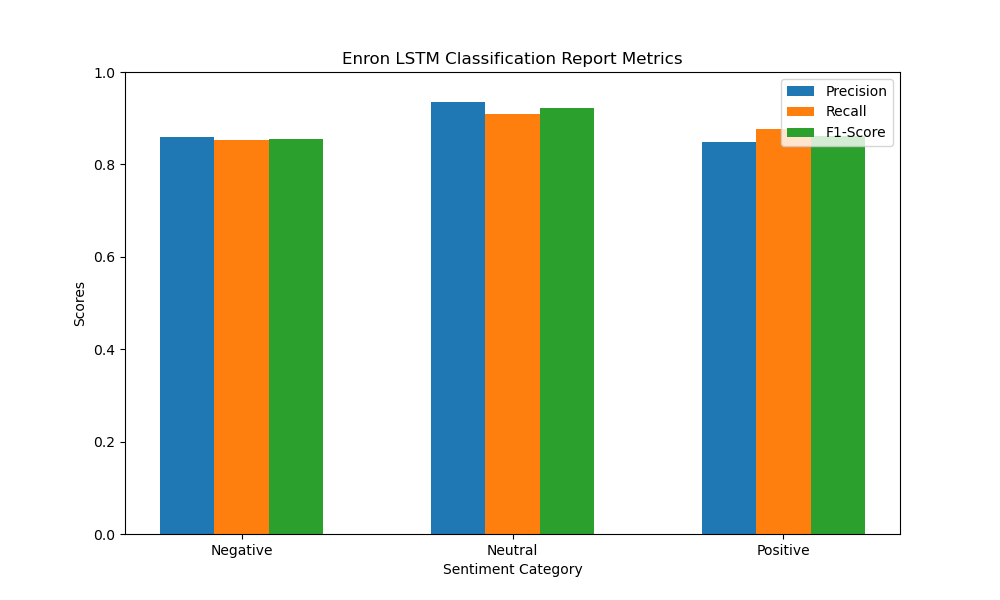 Enron LSTM Classification Report Metrics
Precision
Recall
F1-Score
Scores
1.0
0.8
0.6
0.4
0.2
0.0
Negative
Neutral
Positive
Sentiment Category